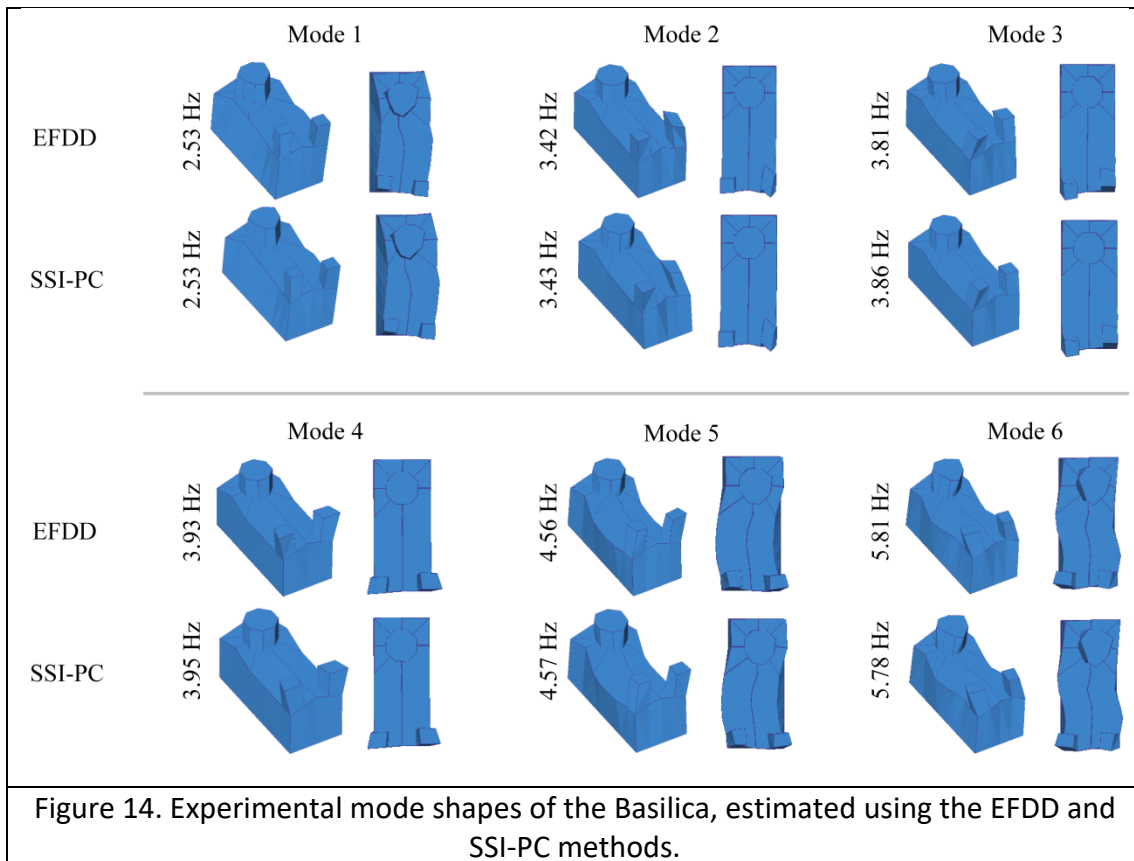 Mode 1 Mode 2 Mode 3
EFDD 2.53 Hz 3.42 Hz 3.81 Hz
SSI-PC 2.53 Hz 3.43 Hz 3.86 Hz
Mode 4 Mode 5 Mode 6
EFDD 3.93 Hz 4.56 Hz 5.81 Hz
SSI-PC 3.95 Hz 4.57 Hz 5.78 Hz
Figure 14. Experimental mode shapes of the Basilica, estimated using the EFDD and
SSI-PC methods.